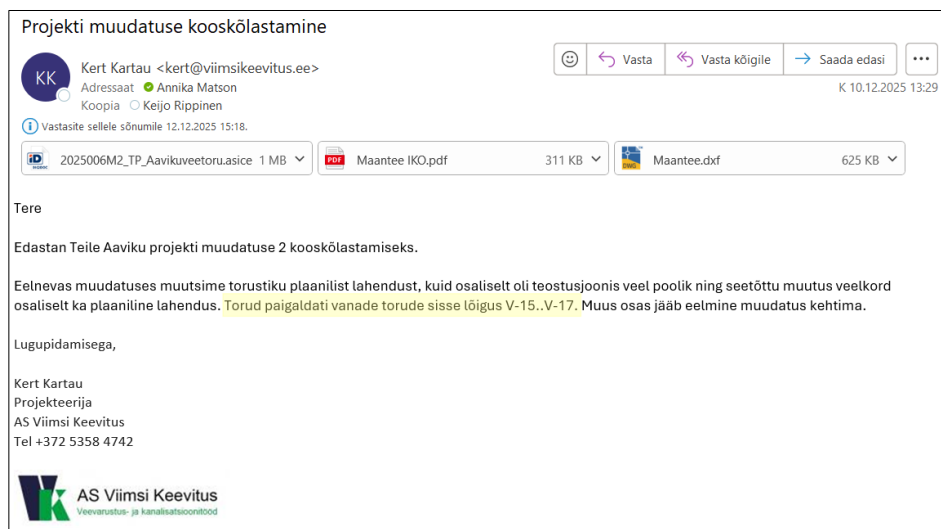 Projekti muudatuse kooskõlastamine
KK
Kert Kartau <kert@viimsikeevitus.ee>
Adressaat Annika Matson
Koopia Keijo Rippinen
Vasta
Vasta kõigile
Saada edasi
K 10.12.2025 13:29
Vastasite sellele sõnumile 12.12.2025 15:18.
2025006M2_TP_Aavikuveetoru.asice 1 MB
PDF Maantee IKO.pdf 311 KB
DWG Maantee.dxf 625 KB
Tere
Edastan Teile Aaviku projekti muudatuse 2 kooskõlastamiseks.
Eelnevas muudatuses muutsime torustiku plaanilist lahendust, kuid osaliselt oli teostusjoonis veel poolik ning seetõttu muutus veelkord
osaliselt ka plaaniline lahendus. Torud paigaldati vanade torude sisse lõigus V-15..V-17. Muus osas jääb eelmine muudatus kehtima.
Lugupidamisega,
Kert Kartau
Projekteerija
AS Viimsi Keevitus
Tel +372 5358 4742
AS Viimsi Keevitus
Veevarustus- ja kanalisatsioonitööd